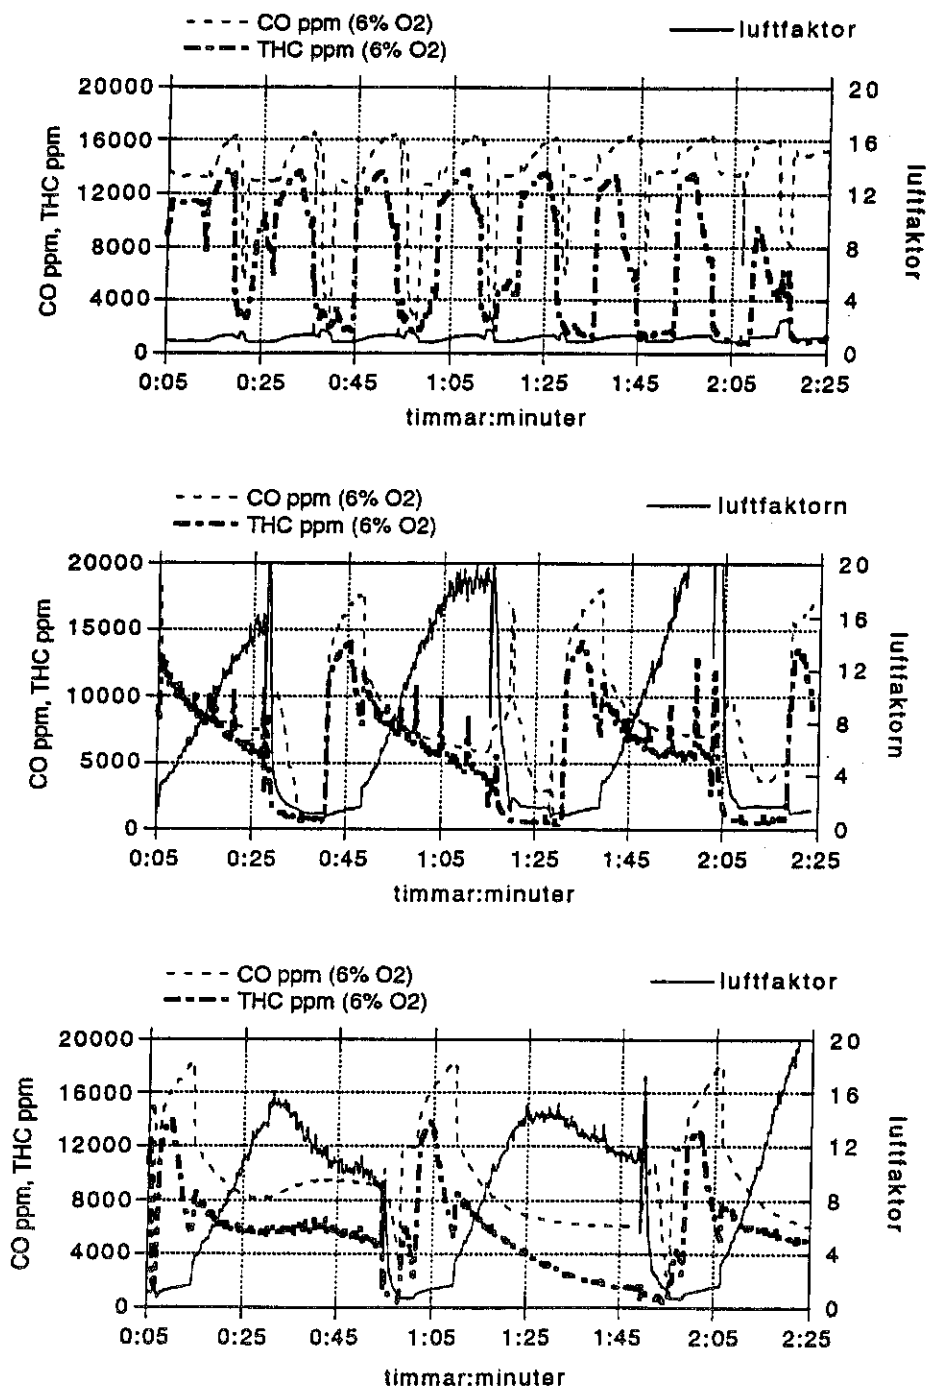 CO ppm (6% O2)
THC ppm (6% O2)
luftfaktor
CO ppm, THC ppm
20000
16000
12000
8000
4000
0
20
16
12
8
4
0
luftfaktor
0:05 0:25 0:45 1:05 1:25 1:45 2:05 2:25
timmar:minuter
CO ppm (6% O2)
THC ppm (6% O2)
luftfaktorn
CO ppm, THC ppm
20000
15000
10000
5000
0
20
16
12
8
4
0
luftfaktorn
0:05 0:25 0:45 1:05 1:25 1:45 2:05 2:25
timmar:minuter
CO ppm (6% O2)
THC ppm (6% O2)
luftfaktor
CO ppm, THC ppm
20000
16000
12000
8000
4000
0
20
16
12
8
4
0
luftfaktor
0:05 0:25 0:45 1:05 1:25 1:45 2:05 2:25
timmar:minuter